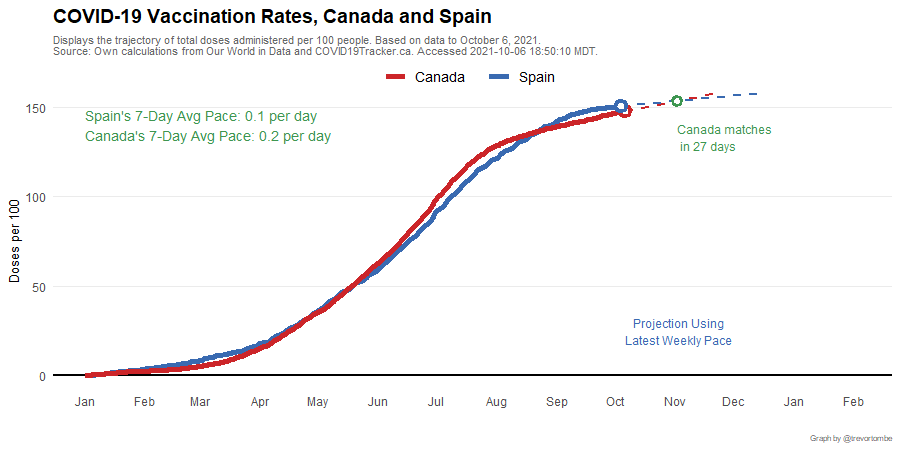 COVID-19 Vaccination Rates, Canada and Spain
Displays the trajectory of total doses administered per 100 people. Based on data to October 6, 2021.
Source: Own calculations from Our World in Data and COVID19Tracker.ca. Accessed 2021-10-06 18:50:10 MDT.
Canada Spain
Spain's 7-Day Avg Pace: 0.1 per day
Canada's 7-Day Avg Pace: 0.2 per day
Canada matches
in 27 days
Projection Using
Latest Weekly Pace
Doses per 100
150
100
50
0
Jan Feb Mar Apr May Jun Jul Aug Sep Oct Nov Dec Jan Feb
Graph by @trevortombe